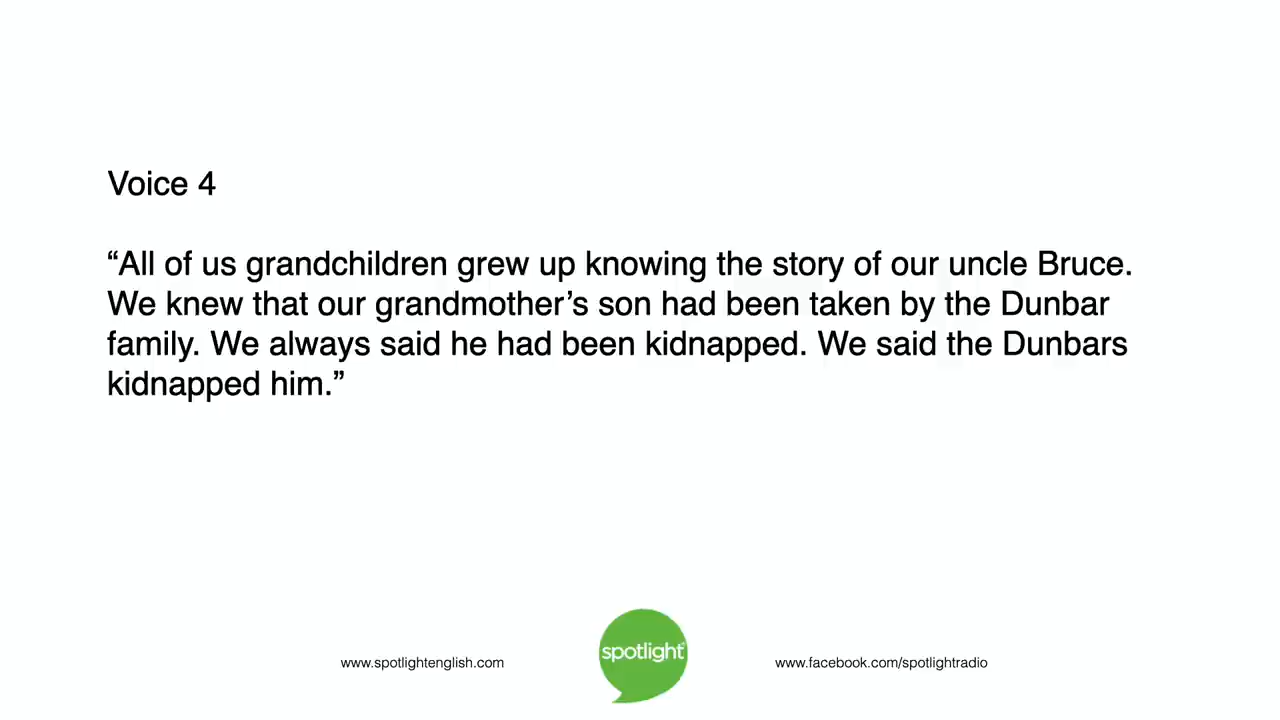 Voice 4
“All of us grandchildren grew up knowing the story of our uncle Bruce.
We knew that our grandmother’s son had been taken by the Dunbar
family. We always said he had been kidnapped. We said the Dunbars
kidnapped him.”
www.spotlightenglish.com
spotlight
www.facebook.com/spotlightradio